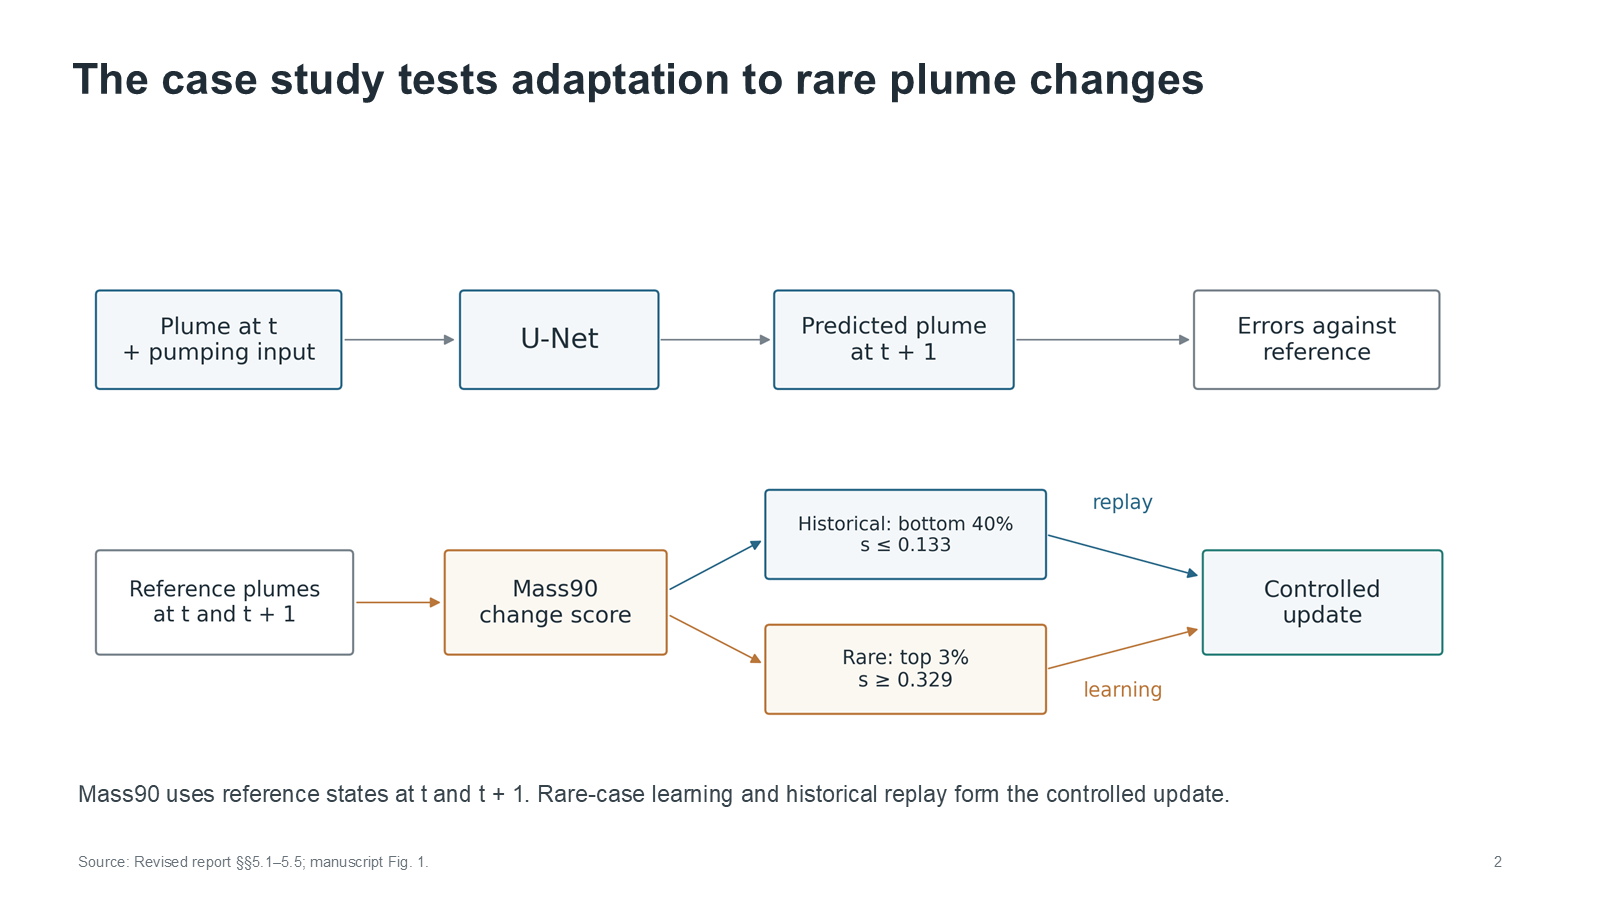 The case study tests adaptation to rare plume changes
Plume at t
+ pumping input
U-Net
Predicted plume
at t + 1
Errors against
reference
Reference plumes
at t and t + 1
Mass90
change score
Historical: bottom 40%
s ≤ 0.133
replay
Rare: top 3%
s ≥ 0.329
learning
Controlled
update
Mass90 uses reference states at t and t + 1. Rare-case learning and historical replay form the controlled update.
Source: Revised report §§5.1–5.5; manuscript Fig. 1.
2